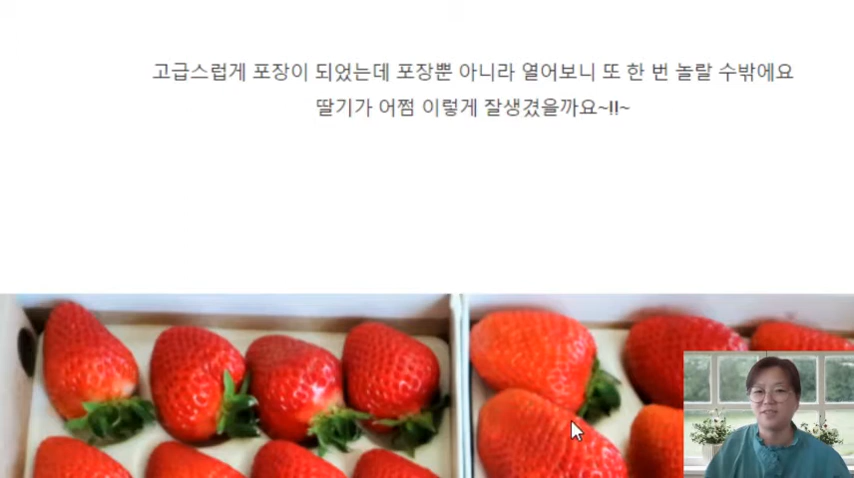 고급스럽게 포장이 되었는데 포장뿐 아니라 열어보니 또 한 번 놀랄 수밖에요
딸기가 어쩜 이렇게 잘생겼을까요~!!~